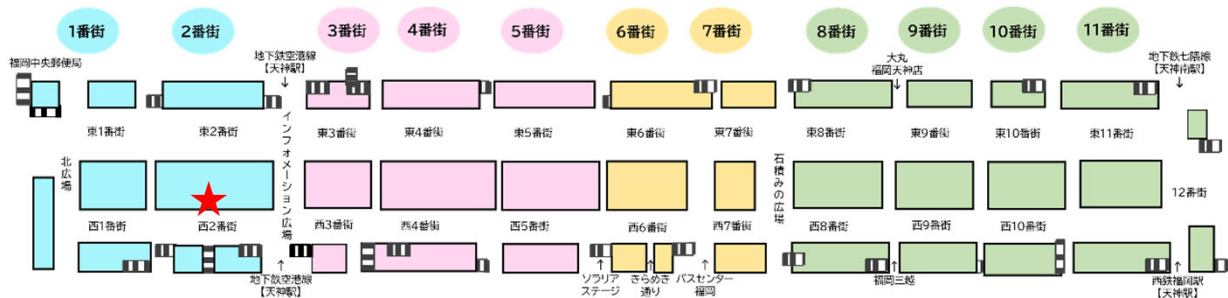 1番街
2番街
3番街
4番街
5番街
6番街
7番街
8番街
9番街
10番街
11番街
福岡中央郵便局
地下鉄空港線
【天神駅】
大丸
福岡天神店
地下鉄七隈線
【天神南駅】
東1番街
東2番街
東3番街
東4番街
東5番街
東6番街
東7番街
東8番街
東9番街
東10番街
東11番街
北広場
インフォメーション広場
石積みの広場
12番街
西1番街
西2番街
西3番街
西4番街
西5番街
西6番街
西7番街
西8番街
西9番街
西10番街
地下鉄空港線
【天神駅】
ソラリア
ステージ
きらめき
通り
バスセンター
福岡
福岡三越
西鉄福岡駅
【天神駅】